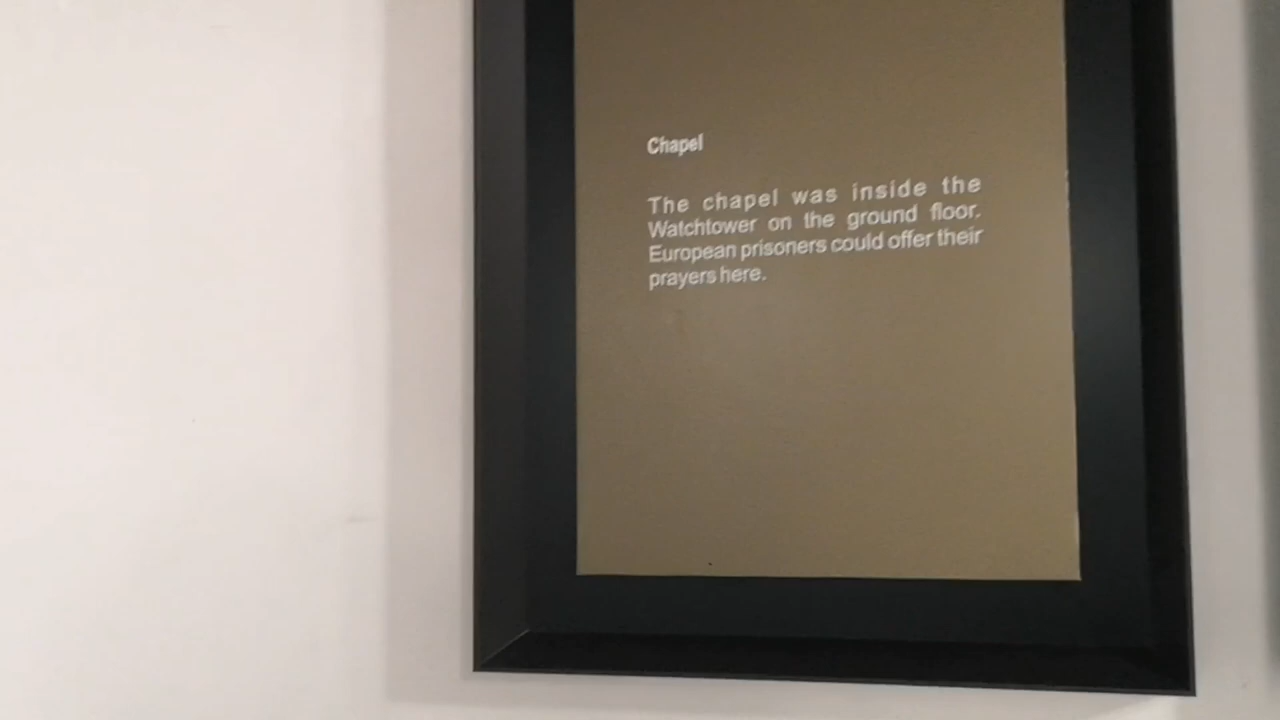 Chapel
The chapel was inside the
Watchtower on the ground floor.
European prisoners could offer their
prayers here.